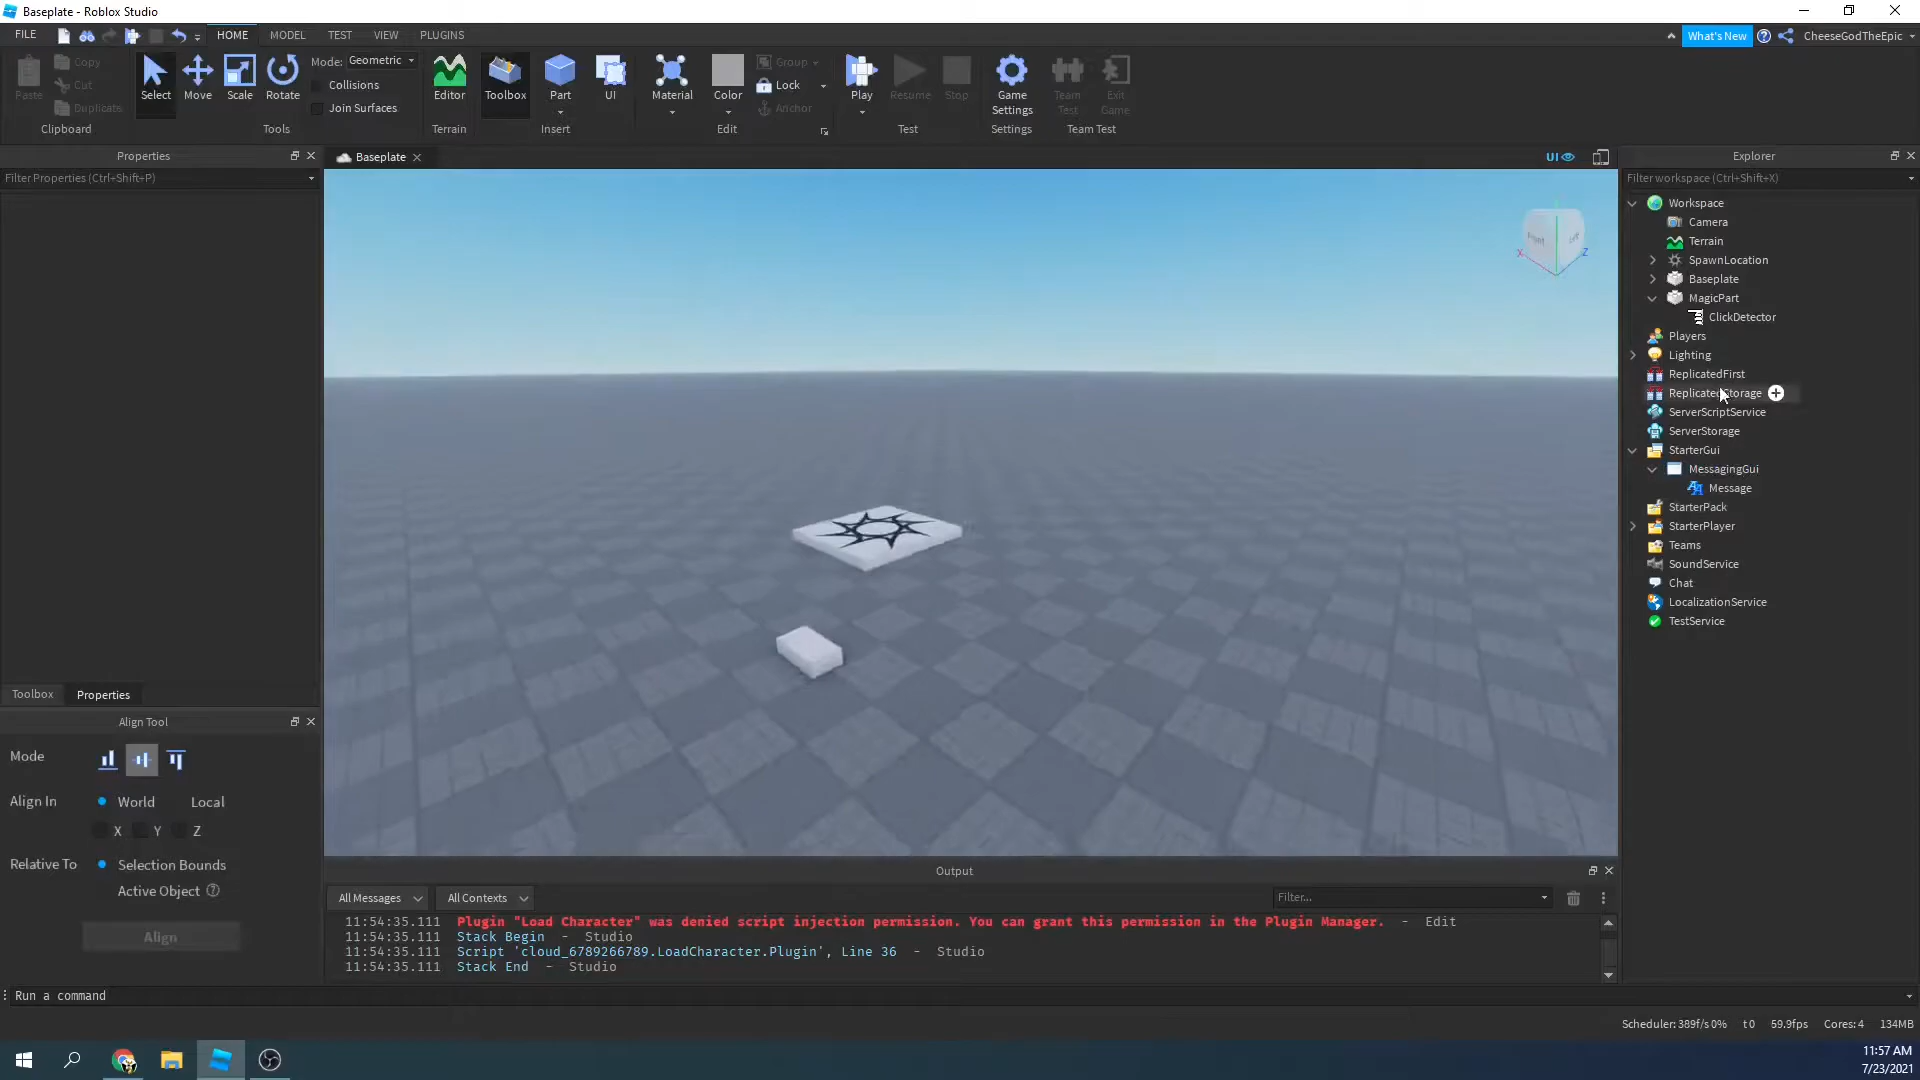 Baseplate - Roblox Studio
FILE
HOME
MODEL
TEST
VIEW
PLUGINS
What's New
CheeseGodTheEpic
Paste
Copy
Cut
Duplicate
Clipboard
Select
Move
Scale
Rotate
Mode: Geometric
Collisions
Join Surfaces
Tools
Editor
Terrain
Toolbox
Part
UI
Insert
Material
Color
Group
Lock
Anchor
Edit
Play
Resume
Stop
Test
Game
Settings
Settings
Team
Test
Exit
Game
Team Test
Properties
Filter Properties (Ctrl+Shift+P)
Toolbox
Properties
Align Tool
Mode
Align In
World
Local
X
Y
Z
Relative To
Selection Bounds
Active Object
Align
Baseplate
UI
Front
Left
X
Z
Output
All Messages
All Contexts
Filter...
11:54:35.111 Plugin "Load Character" was denied script injection permission. You can grant this permission in the Plugin Manager. - Edit
11:54:35.111 Stack Begin - Studio
11:54:35.111 Script 'cloud_6789266789.LoadCharacter.Plugin', Line 36 - Studio
11:54:35.111 Stack End - Studio
Explorer
Filter workspace (Ctrl+Shift+X)
Workspace
Camera
Terrain
SpawnLocation
Baseplate
MagicPart
ClickDetector
Players
Lighting
ReplicatedFirst
ReplicatedStorage
ServerScriptService
ServerStorage
StarterGui
MessagingGui
Message
StarterPack
StarterPlayer
Teams
SoundService
Chat
LocalizationService
TestService
Run a command
Scheduler: 389f/s 0%
t 0
59.9fps
Cores: 4
134MB
11:57 AM
7/23/2021